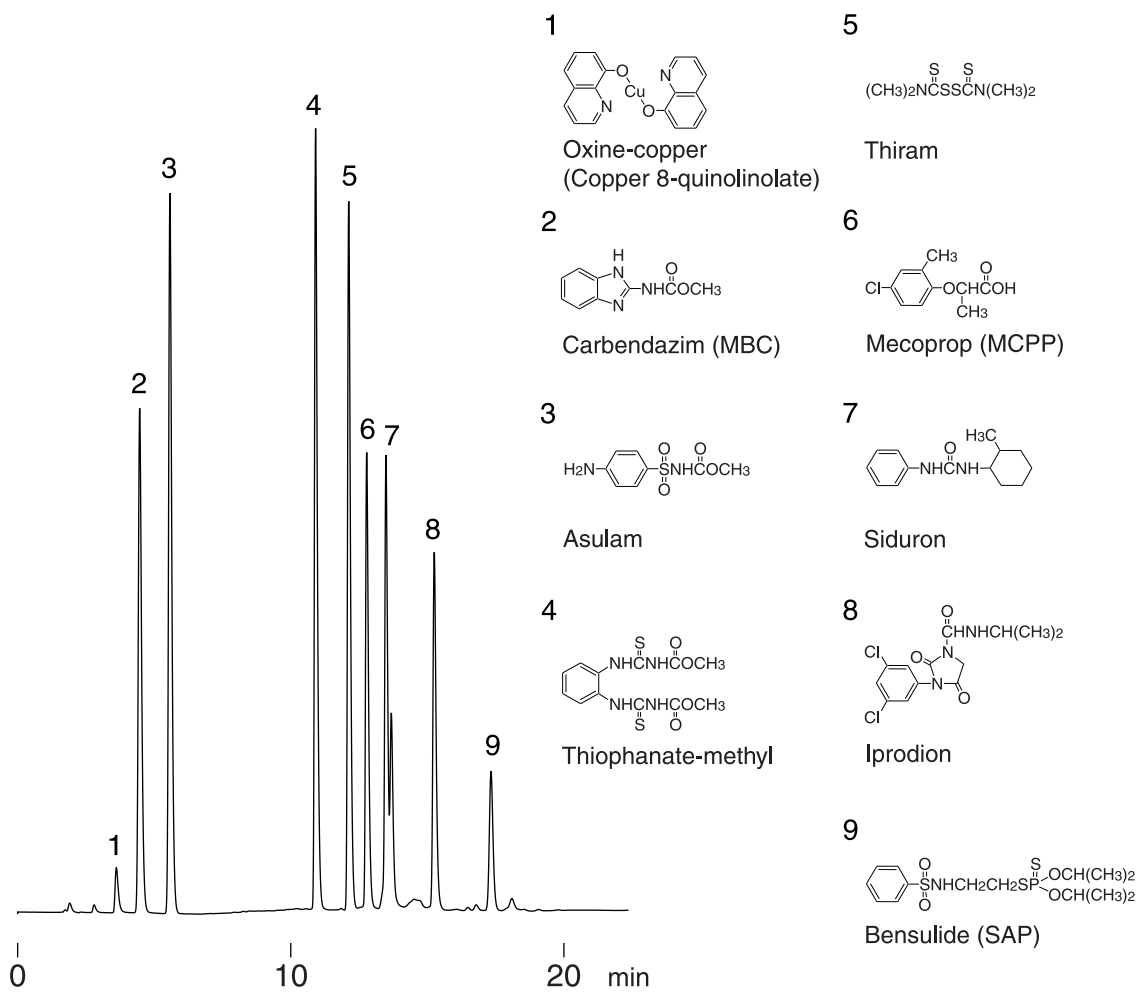 1
2
3
4
5
6
7
8
9
0
10
20
min
1
O
Cu
O
N
N
Oxine-copper
(Copper 8-quinolinolate)
2
H
N
N
O
NHCOCH3
Carbendazim (MBC)
3
O
O
H2N
SNHCOCH3
O
Asulam
4
S
O
NHCNHCOCH3
NHCNHCOCH3
S
O
Thiophanate-methyl
5
S
S
(CH3)2NCSSCN(CH3)2
Thiram
6
CH3
O
Cl
OCHCOH
CH3
Mecoprop (MCPP)
7
H3C
O
NHCNH
Siduron
8
O
CNHCH(CH3)2
Cl
O
N
N
O
Cl
Iprodion
9
O
S
SNHCH2CH2SP
OCH(CH3)2
OCH(CH3)2
O
Bensulide (SAP)